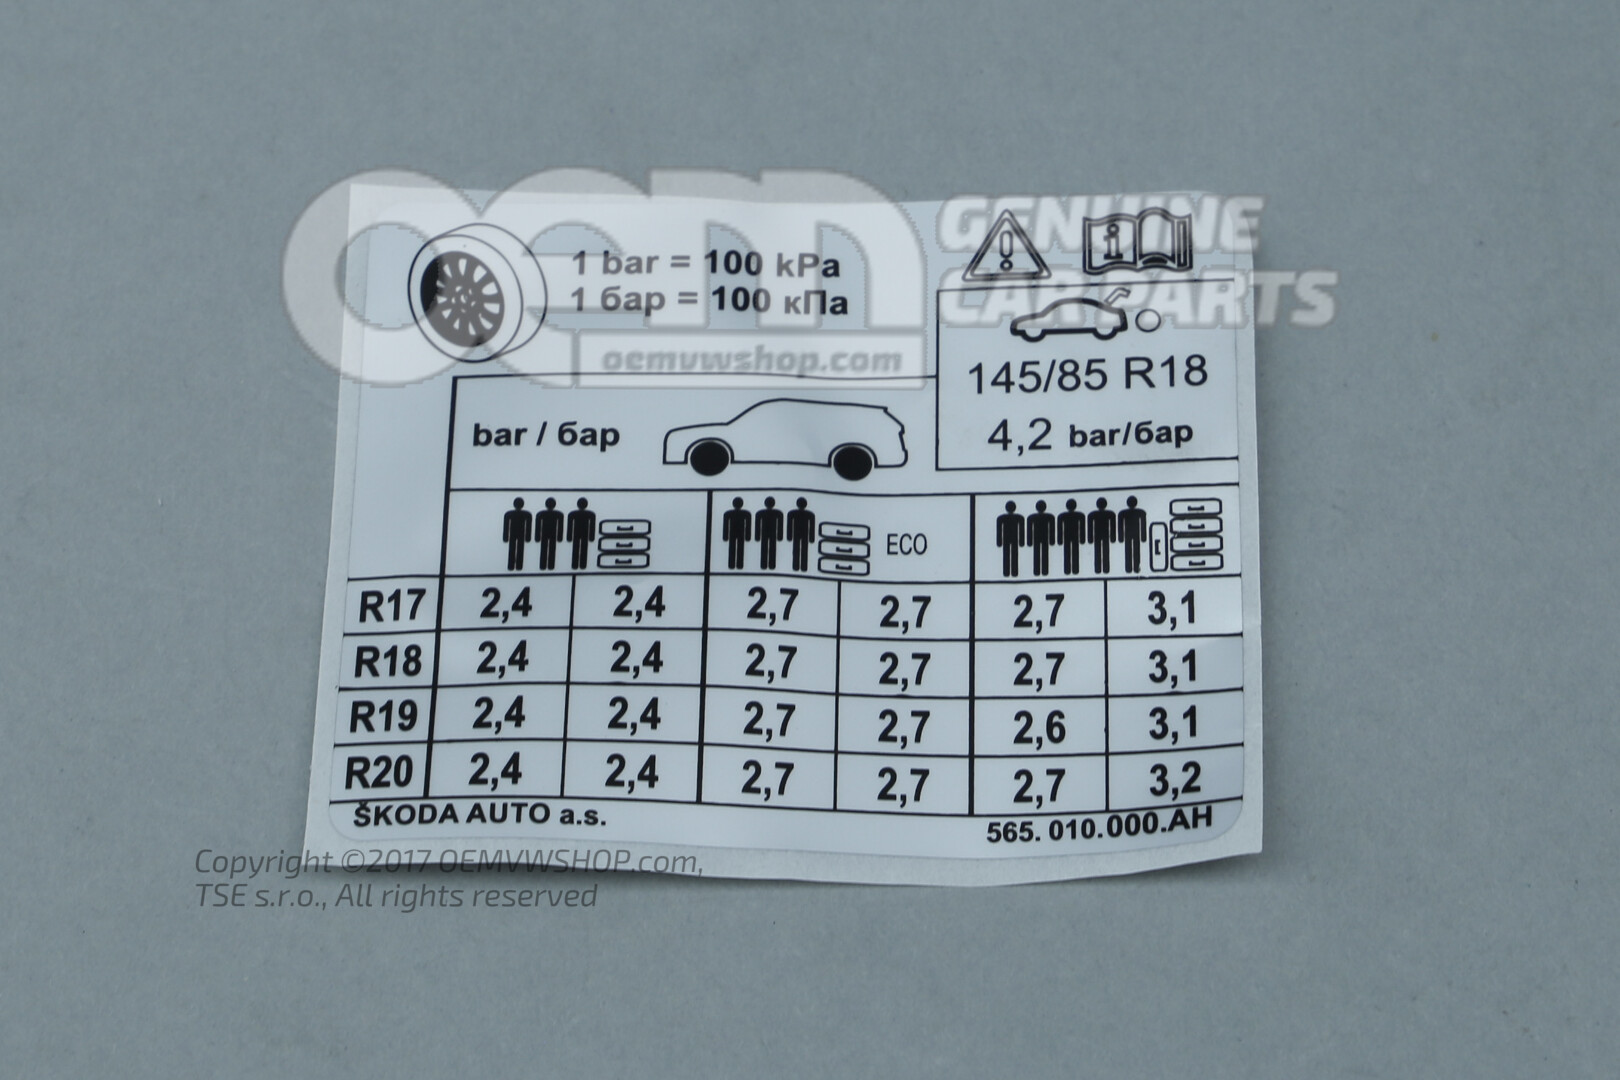 oem
GENUINE
CAR PARTS
oemvwshop.com
1 bar = 100 kPa
1 бар = 100 кПа
145/85 R18
4,2 bar/бар
bar / бар
ECO
R17 2,4 2,4 2,7 2,7 2,7 3,1
R18 2,4 2,4 2,7 2,7 2,7 3,1
R19 2,4 2,4 2,7 2,7 2,6 3,1
R20 2,4 2,4 2,7 2,7 2,7 3,2
ŠKODA AUTO a.s. 565. 010.000.AH
Copyright ©2017 OEMVWSHOP.com,
TSE s.r.o., All rights reserved